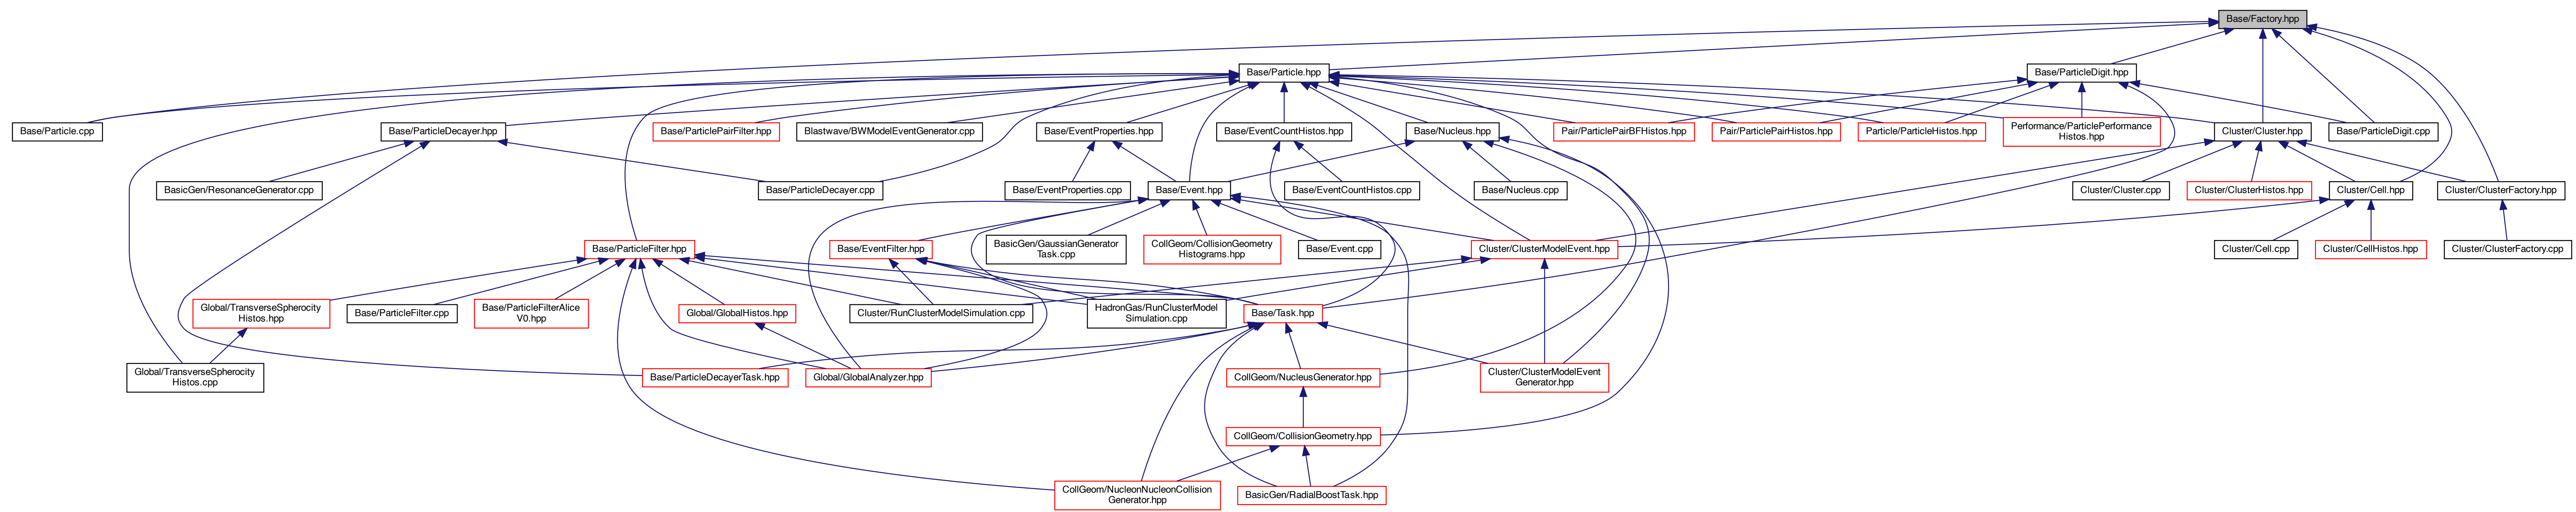 Base/Factory.hpp
Base/Particle.hpp
Base/ParticleDigit.hpp
Base/Particle.cpp
Base/ParticleDecayer.hpp
Base/ParticlePairFilter.hpp
Blastwave/BWModelEventGenerator.cpp
Base/EventProperties.hpp
Base/EventCountHistos.hpp
Base/Nucleus.hpp
Pair/ParticlePairBFHistos.hpp
Pair/ParticlePairHistos.hpp
Particle/ParticleHistos.hpp
Performance/ParticlePerformance
Histos.hpp
Cluster/Cluster.hpp
Base/ParticleDigit.cpp
BasicGen/ResonanceGenerator.cpp
Base/ParticleDecayer.cpp
Base/EventProperties.cpp
Base/Event.hpp
Base/EventCountHistos.cpp
Base/Nucleus.cpp
Cluster/Cluster.cpp
Cluster/ClusterHistos.hpp
Cluster/Cell.hpp
Cluster/ClusterFactory.hpp
Base/ParticleFilter.hpp
Base/EventFilter.hpp
BasicGen/GaussianGenerator
Task.cpp
CollGeom/CollisionGeometry
Histograms.hpp
Base/Event.cpp
Cluster/ClusterModelEvent.hpp
Cluster/Cell.cpp
Cluster/CellHistos.hpp
Cluster/ClusterFactory.cpp
Global/TransverseSpherocity
Histos.hpp
Base/ParticleFilter.cpp
Base/ParticleFilterAlice
V0.hpp
Global/GlobalHistos.hpp
Cluster/RunClusterModelSimulation.cpp
HadronGas/RunClusterModel
Simulation.cpp
Base/Task.hpp
Global/TransverseSpherocity
Histos.cpp
Base/ParticleDecayerTask.hpp
Global/GlobalAnalyzer.hpp
CollGeom/NucleusGenerator.hpp
Cluster/ClusterModelEvent
Generator.hpp
CollGeom/CollisionGeometry.hpp
CollGeom/NucleonNucleonCollision
Generator.hpp
BasicGen/RadialBoostTask.hpp